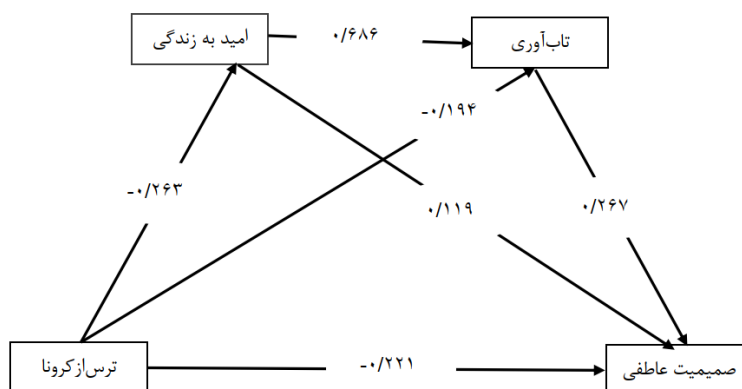 امید به زندگی
۰/۶۸۶
تاب‌آوری
-۰/۱۹۴
-۰/۲۶۳
۰/۱۱۹
۰/۲۶۷
ترس‌ازکرونا
-۰/۲۲۱
صمیمیت عاطفی